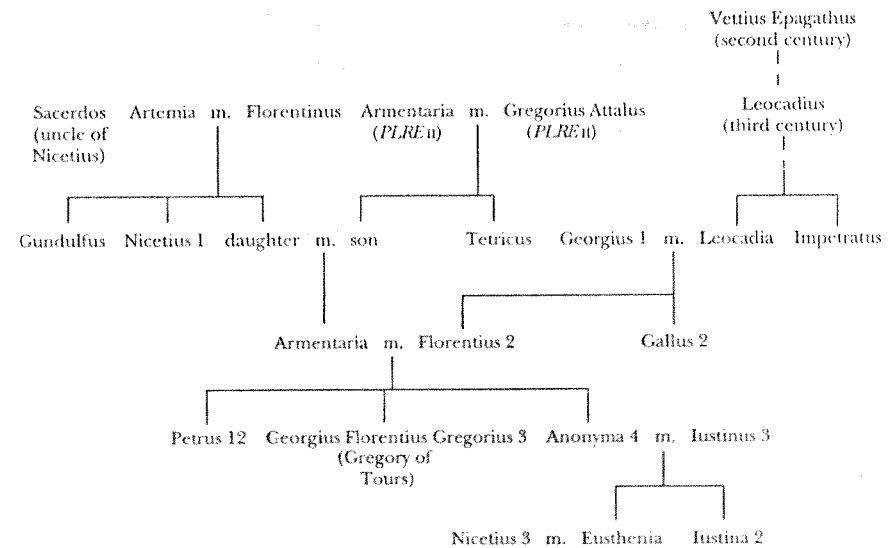 Vettius Epagathus
(second century)
Sacerdos Artemia m. Florentinus Armentaria m. Gregorius Attalus Leocadius
(uncle of (PLRE II) (PLRE II) (third century)
Nicetius)
Gundulfus Nicetius 1 daughter m. son Tetricus Georgius 1 m. Leocadia Impetratus
Armentaria m. Florentius 2 Gallus 2
Petrus 12 Georgius Florentius Gregorius 3 Anonyma 4 m. Iustinus 3
(Gregory of
Tours)
Nicetius 3 m. Eusthenia Iustina 2